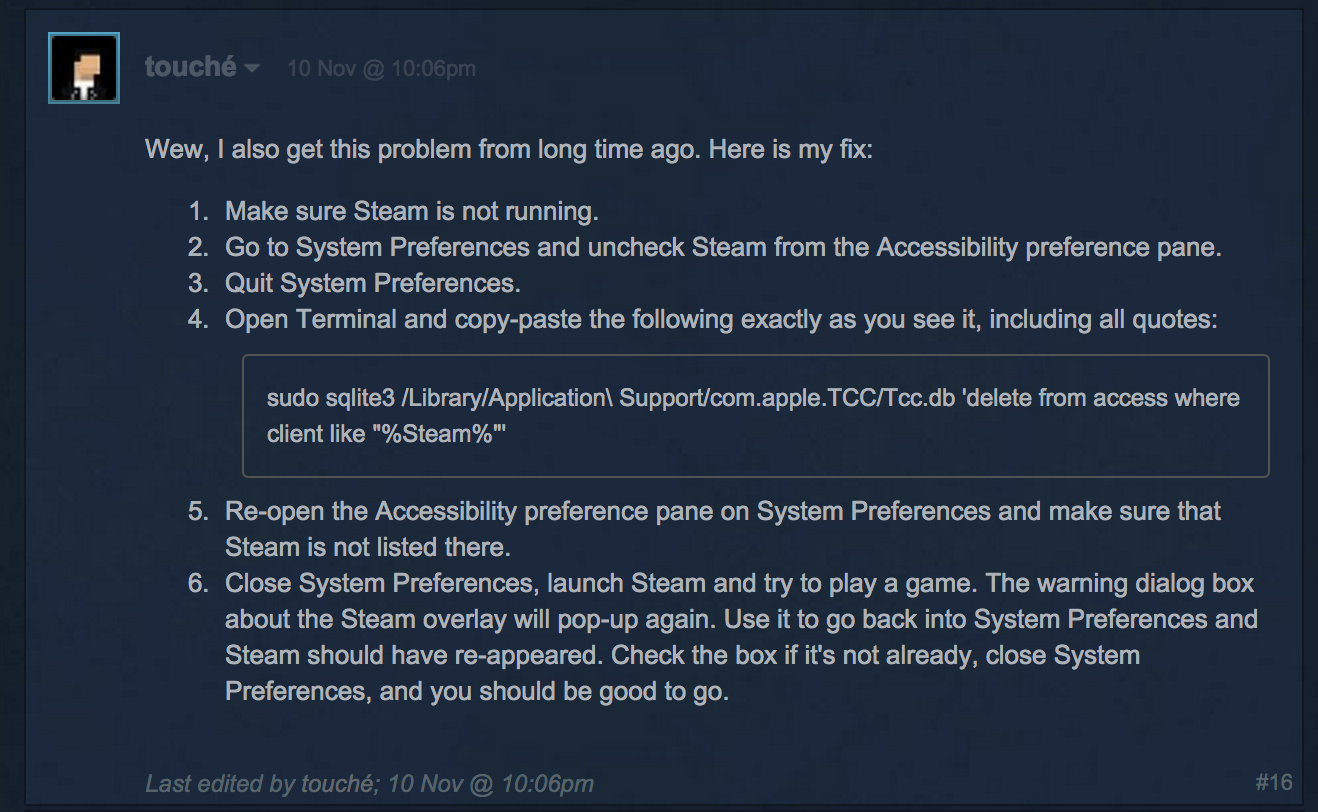 touché
10 Nov @ 10:06pm
Wew, I also get this problem from long time ago. Here is my fix:
1. Make sure Steam is not running.
2. Go to System Preferences and uncheck Steam from the Accessibility preference pane.
3. Quit System Preferences.
4. Open Terminal and copy-paste the following exactly as you see it, including all quotes:
sudo sqlite3 /Library/Application\ Support/com.apple.TCC/Tcc.db 'delete from access where
client like "%Steam%"'
5. Re-open the Accessibility preference pane on System Preferences and make sure that
Steam is not listed there.
6. Close System Preferences, launch Steam and try to play a game. The warning dialog box
about the Steam overlay will pop-up again. Use it to go back into System Preferences and
Steam should have re-appeared. Check the box if it's not already, close System
Preferences, and you should be good to go.
Last edited by touché; 10 Nov @ 10:06pm
#16